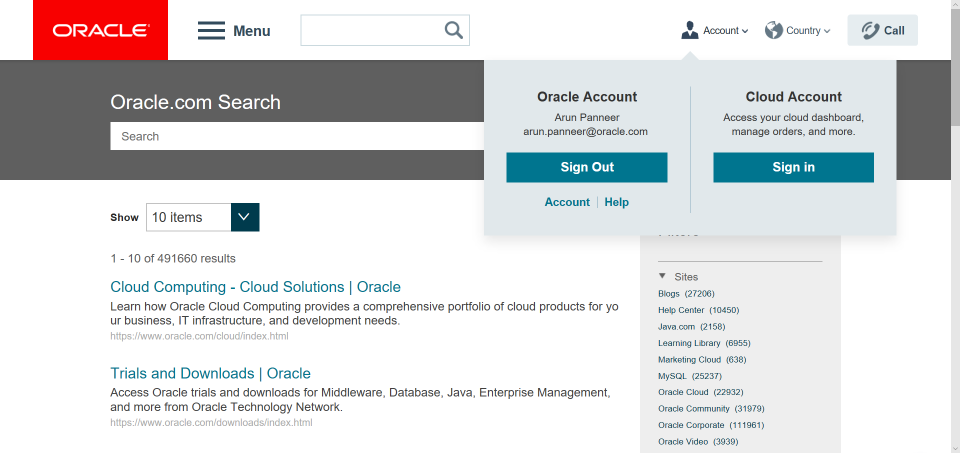 ORACLE
Menu
Account
Country
Call
Oracle.com Search
Search
Oracle Account
Arun Panneer
arun.panneer@oracle.com
Sign Out
Account | Help
Cloud Account
Access your cloud dashboard,
manage orders, and more.
Sign in
Show
10 items
1 - 10 of 491660 results
Cloud Computing - Cloud Solutions | Oracle
Learn how Oracle Cloud Computing provides a comprehensive portfolio of cloud products for yo
ur business, IT infrastructure, and development needs.
https://www.oracle.com/cloud/index.html
Trials and Downloads | Oracle
Access Oracle trials and downloads for Middleware, Database, Java, Enterprise Management,
and more from Oracle Technology Network.
https://www.oracle.com/downloads/index.html
Sites
Blogs (27206)
Help Center (10450)
Java.com (2158)
Learning Library (6955)
Marketing Cloud (638)
MySQL (25237)
Oracle Cloud (22932)
Oracle Community (31979)
Oracle Corporate (111961)
Oracle Video (3939)